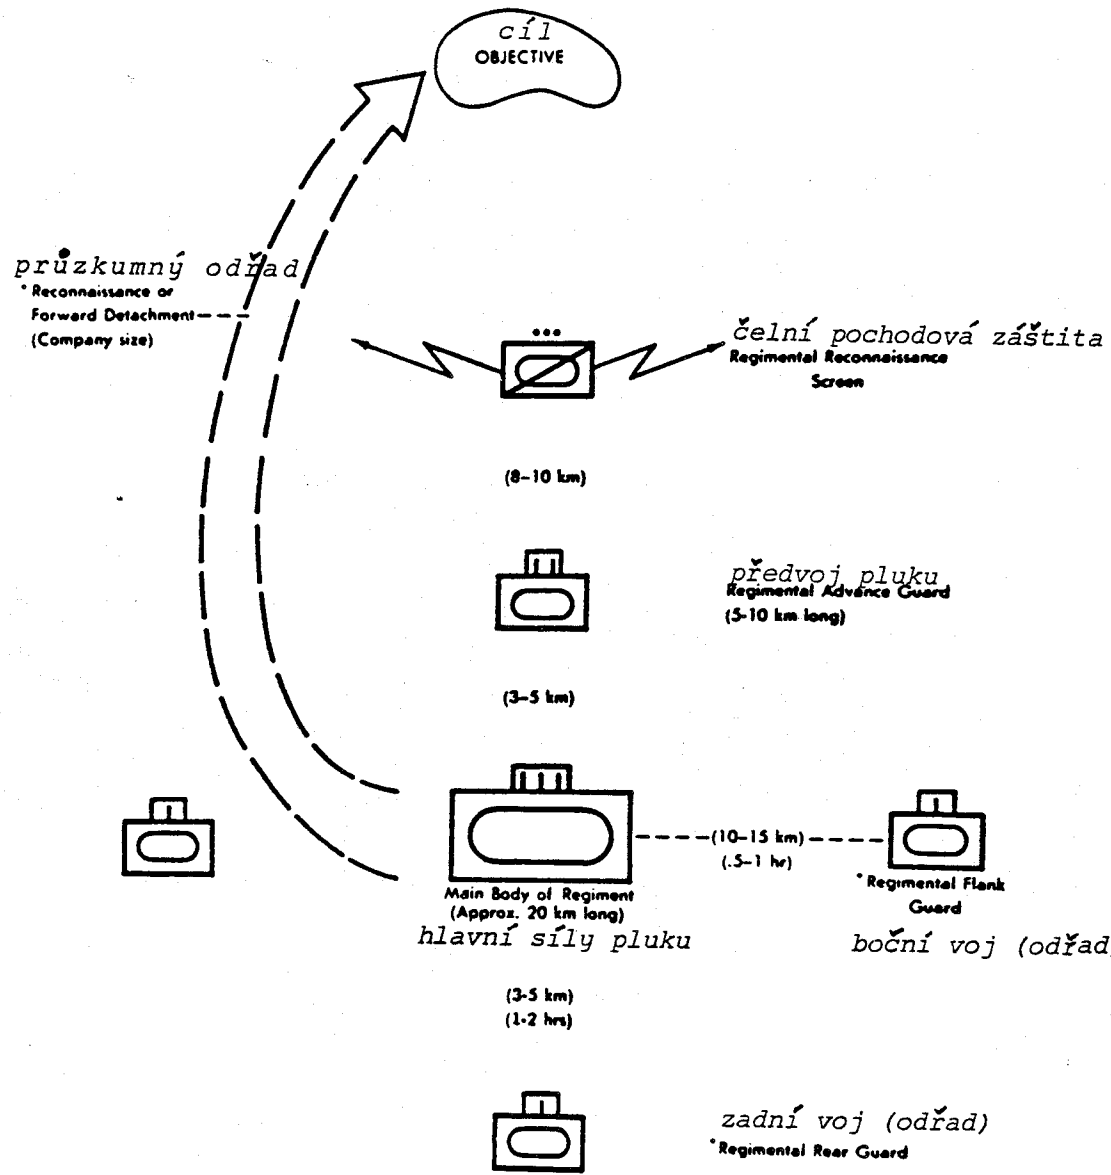 cíl
OBJECTIVE
průzkumný odřad
*Reconnaissance or
Forward Detachment
(Company size)
čelní pochodová záštita
Regimental Reconnaissance
Screen
(8-10 km)
předvoj pluku
Regimental Advance Guard
(5-10 km long)
(3-5 km)
(10-15 km)
(.5-1 hr)
Main Body of Regiment
(Approx. 20 km long)
hlavní síly pluku
*Regimental Flank
Guard
boční voj (odřad
(3-5 km)
(1-2 hrs)
zadní voj (odřad)
*Regimental Rear Guard